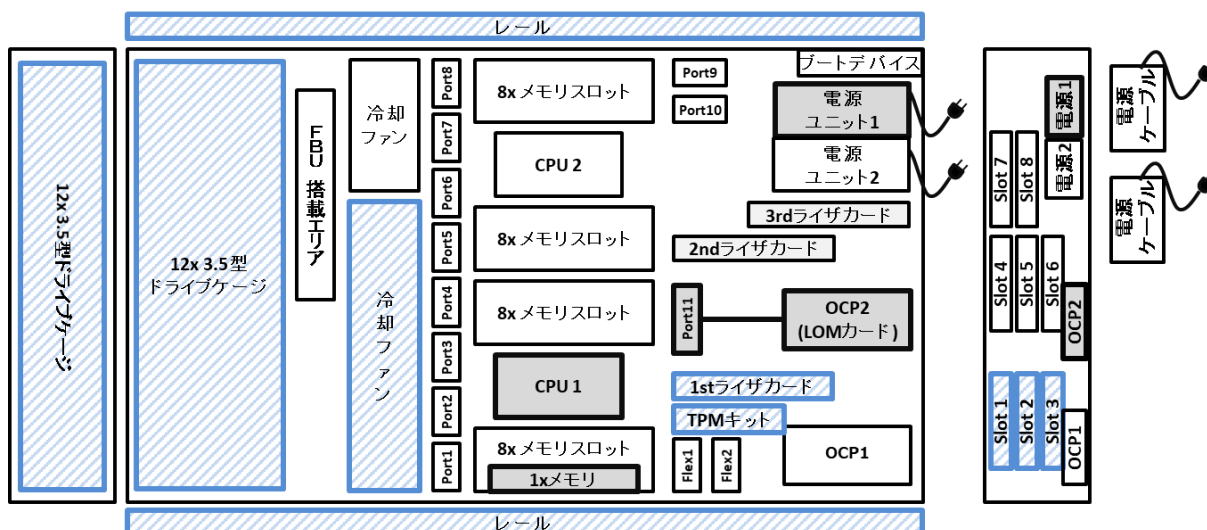 レール
12x 3.5型ドライブケージ
12x 3.5型
ドライブケージ
FBU 搭載エリア
冷却
ファン
冷却ファン
Port8
Port7
Port6
Port5
Port4
Port3
Port2
Port1
8x メモリスロット
CPU 2
8x メモリスロット
8x メモリスロット
CPU 1
8x メモリスロット
1xメモリ
Port9
Port10
ブートデバイス
電源
ユニット1
電源
ユニット2
3rdライザカード
2ndライザカード
Port11
OCP2
(LOMカード)
1stライザカード
TPMキット
Flex1
Flex2
OCP1
レール
電源1
電源2
Slot 7
Slot 8
Slot 4
Slot 5
Slot 6
OCP2
Slot 1
Slot 2
Slot 3
OCP1
電源
ケーブル
電源
ケーブル